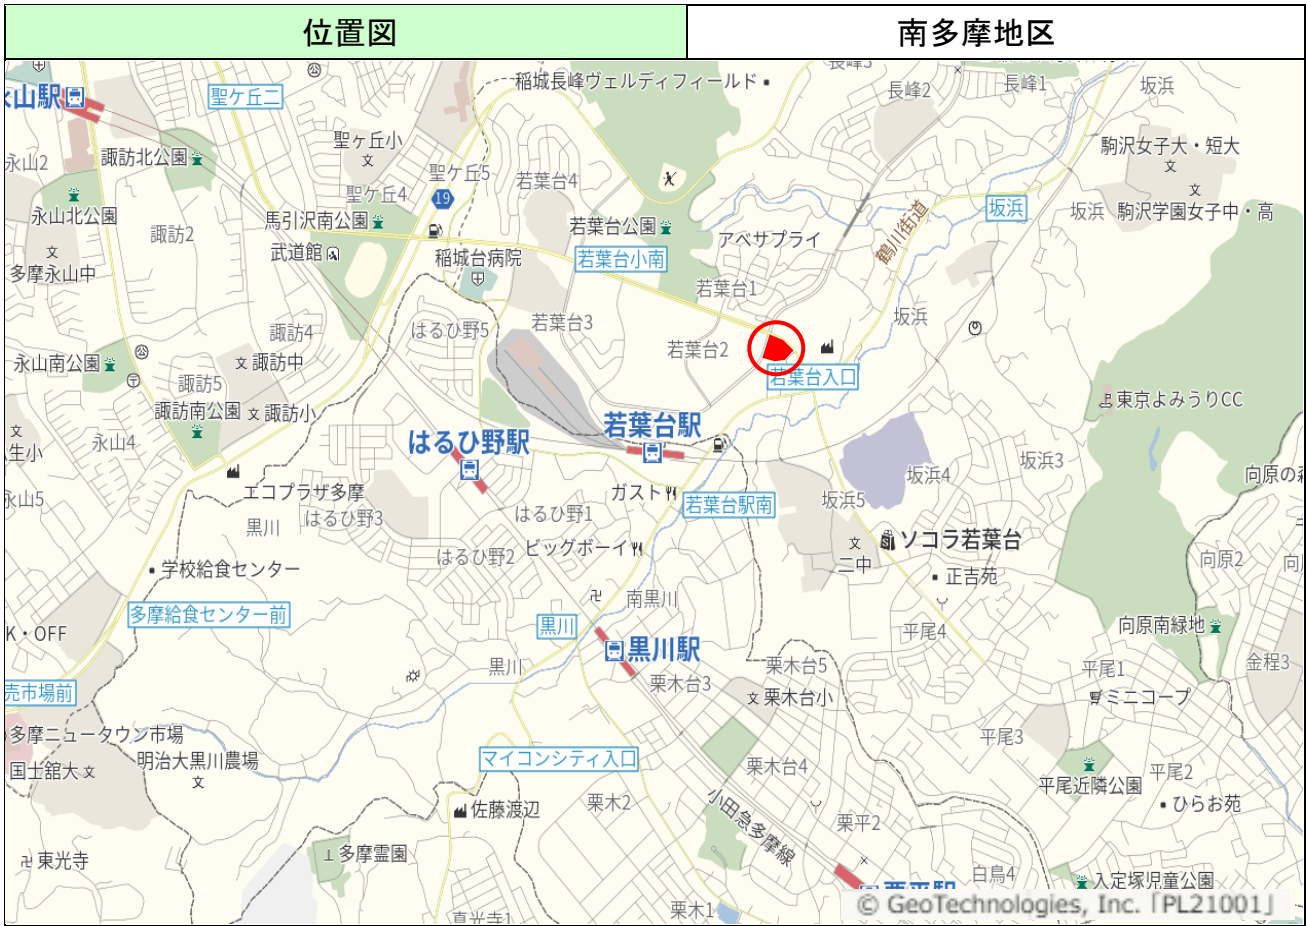 位置図
南多摩地区
稲城長峰ヴェルディフィールド
長峰3
長峰2
長峰1
坂浜
永山駅
聖ケ丘二
聖ケ丘小
聖ケ丘5
聖ケ丘4
19
若葉台4
駒沢女子大・短大
永山2
諏訪北公園
永山北公園
諏訪2
馬引沢南公園
若葉台公園
アベサプライ
鶴川街道
坂浜
坂浜
駒沢学園女子中・高
多摩永山中
武道館
稲城台病院
若葉台小南
若葉台1
はるひ野5
若葉台3
若葉台2
坂浜
諏訪4
永山南公園
諏訪中
諏訪5
諏訪南公園
諏訪小
若葉台入口
東京よみうりCC
生小
永山4
はるひ野駅
若葉台駅
坂浜4
坂浜3
向原の森
永山5
エコプラザ多摩
はるひ野3
黒川
ガスト
若葉台駅南
坂浜5
はるひ野1
はるひ野2
ビッグボーイ
二中
ソコラ若葉台
向原2
向
学校給食センター
正吉苑
多摩給食センター前
南黒川
黒川
K・OFF
黒川駅
平尾4
向原南緑地
売市場前
黒川
栗木台3
栗木台5
栗木台小
平尾1
金程3
ミニコープ
多摩ニュータウン市場
明治大黒川農場
国士舘大
マイコンシティ入口
栗木台4
平尾3
平尾近隣公園
平尾2
ひらお苑
佐藤渡辺
栗木2
小田急多摩線
栗平2
東光寺
多摩霊園
白鳥4
入定塚児童公園
栗平駅
真光寺1
栗木1
© GeoTechnologies, Inc.「PL21001」